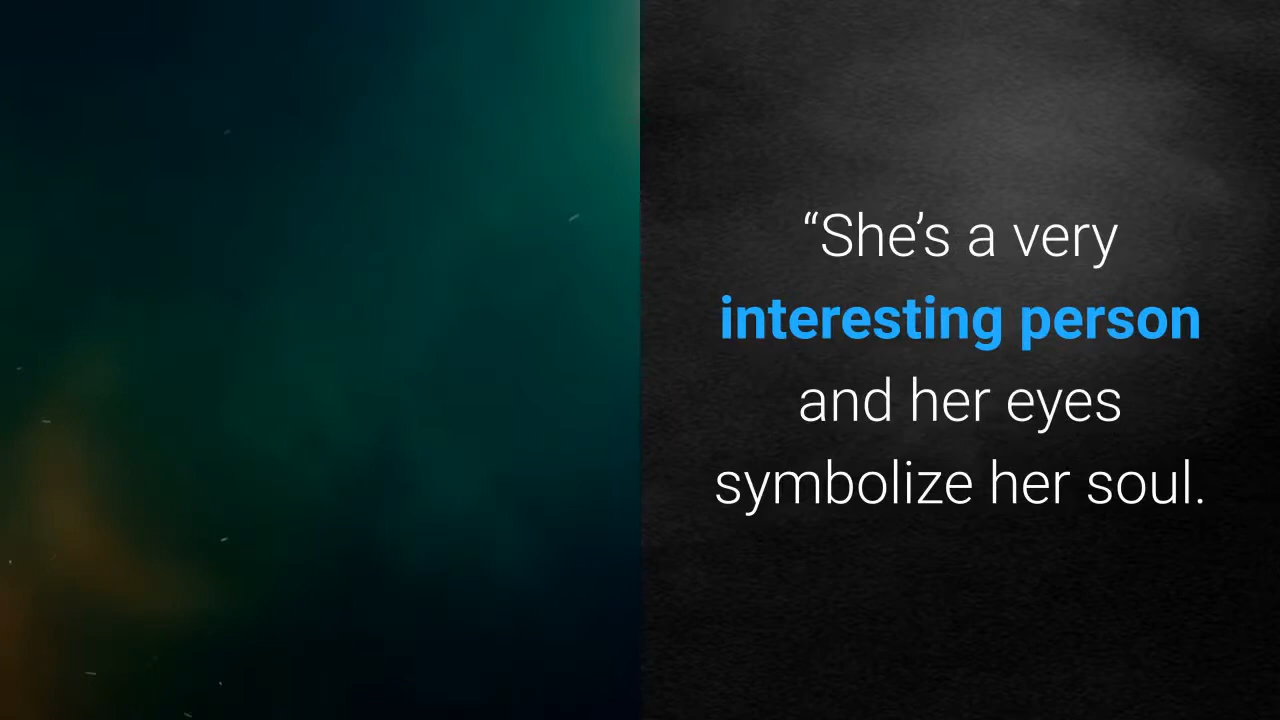 “She’s a very
interesting person
and her eyes
symbolize her soul.